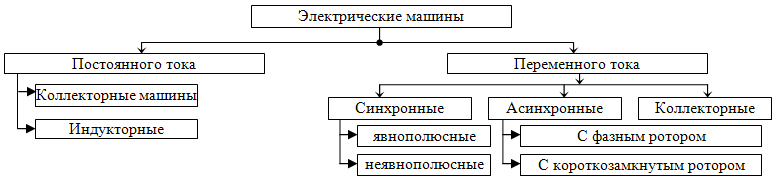 Электрические машины
Постоянного тока
Переменного тока
Коллекторные машины
Индукторные
Синхронные
Асинхронные
Коллекторные
явнополюсные
неявнополюсные
С фазным ротором
С короткозамкнутым ротором